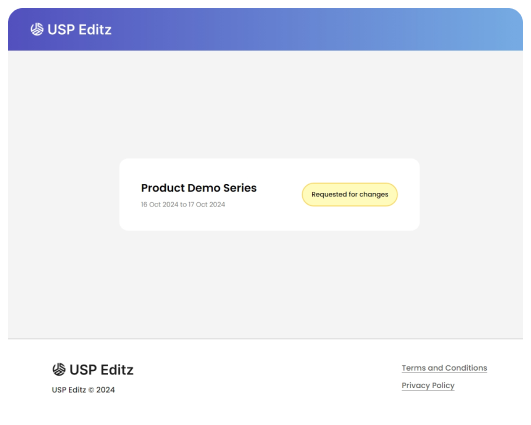 USP Editz
Product Demo Series
16 Oct 2024 to 17 Oct 2024
Requested for changes
USP Editz
USP Editz © 2024
Terms and Conditions
Privacy Policy